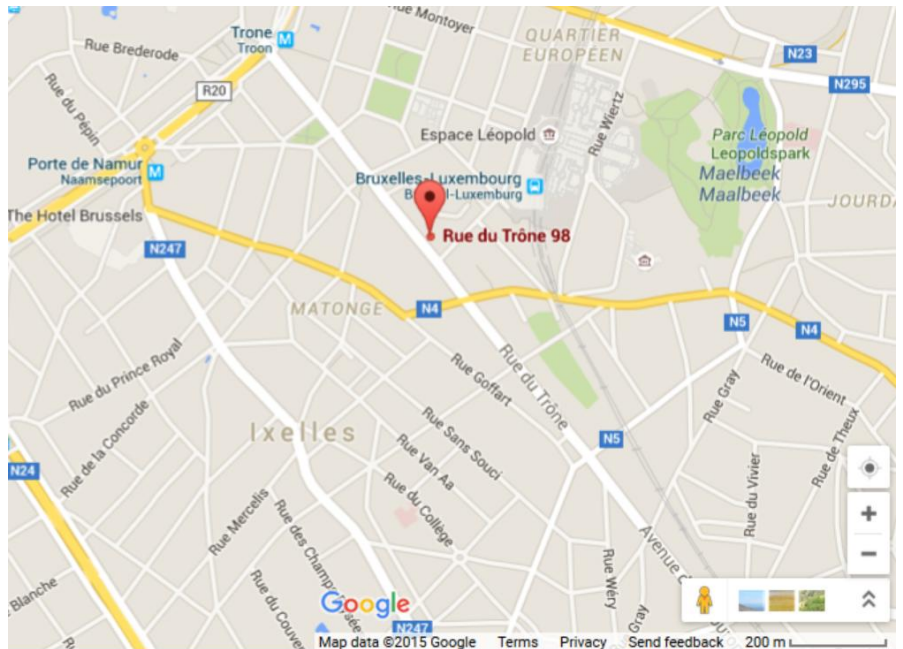 Rue Montoyer
Trone
Troon
M
QUARTIER
EUROPÉEN
Rue Brederode
N23
N295
R20
Rue du Pépin
Rue Wiertz
Espace Léopold
Parc Léopold
Leopoldspark
Maelbeek
Maalbeek
Porte de Namur
Naamsepoort
M
Bruxelles-Luxembourg
-Luxemburg
JOURDA
The Hotel Brussels
Rue du Trône 98
N247
MATONGE
N4
N5
N4
Rue du Prince Royal
Rue Goffart
Rue du Trône
Rue de l'Orient
Rue Gray
Rue de la Concorde
Ixelles
Rue Sans Souci
N5
Rue de Theux
N24
Rue Van Aa
Rue du Vivier
Rue du Collège
Rue Mercelis
Rue des Champ
Avenue d
Rue Wéry
Blanche
Rue du Couve
Rue Gray
Google
N247
Map data ©2015 Google Terms Privacy Send feedback 200 m